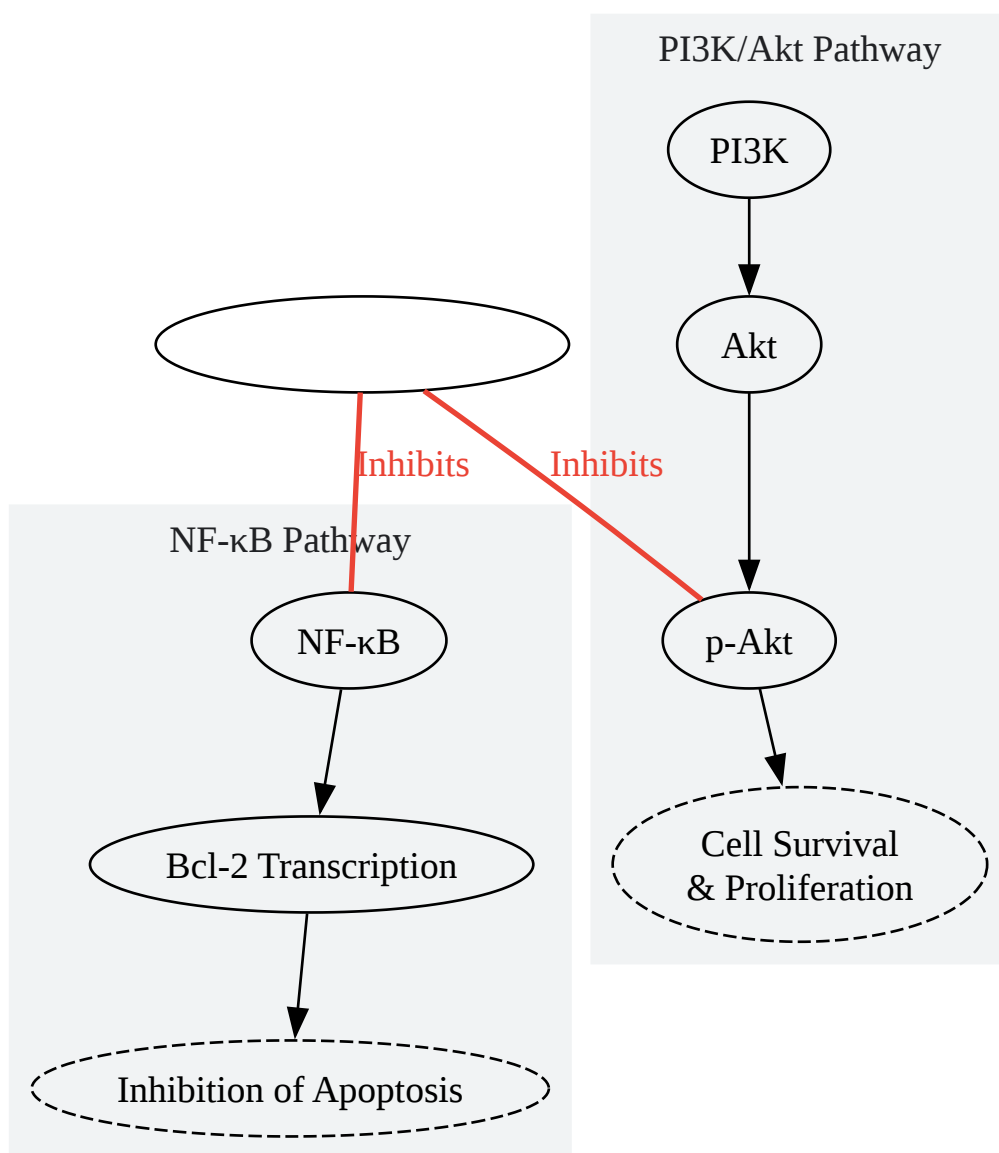 PI3K/Akt Pathway
PI3K
Akt
Inhibits
Inhibits
NF-κB Pathway
NF-κB
p-Akt
Bcl-2 Transcription
Cell Survival
& Proliferation
Inhibition of Apoptosis